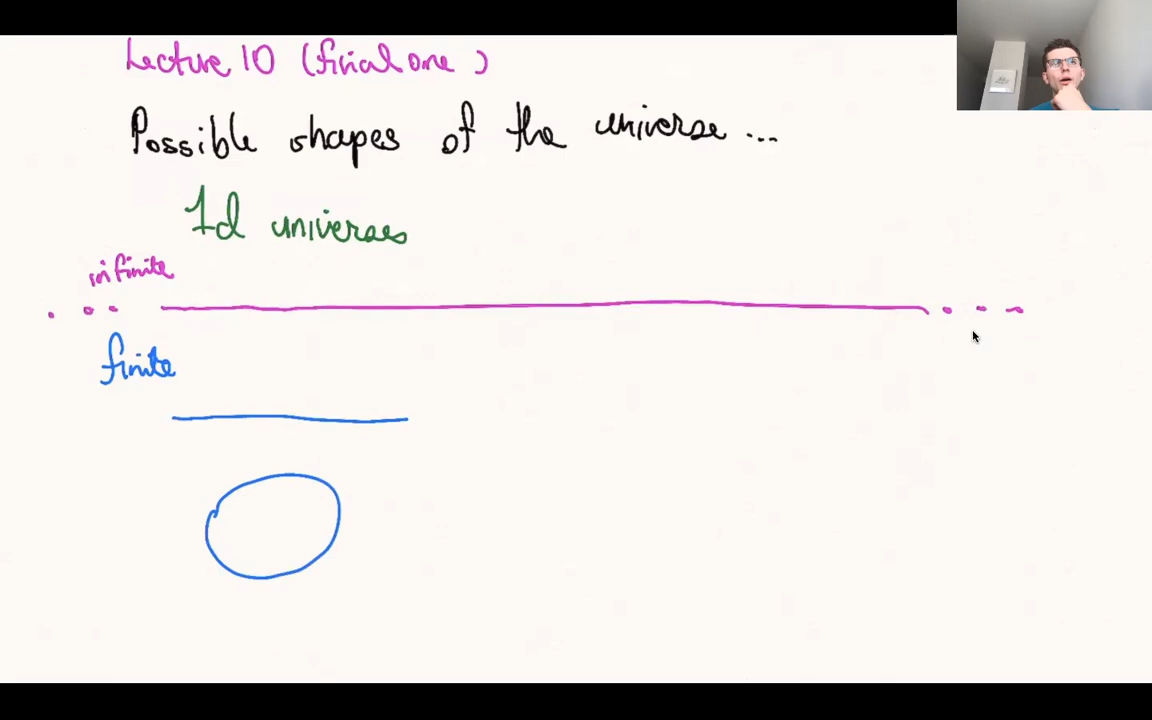 Lecture 10 (final one)
Possible shapes of the universe ...
1d universes
infinite
finite